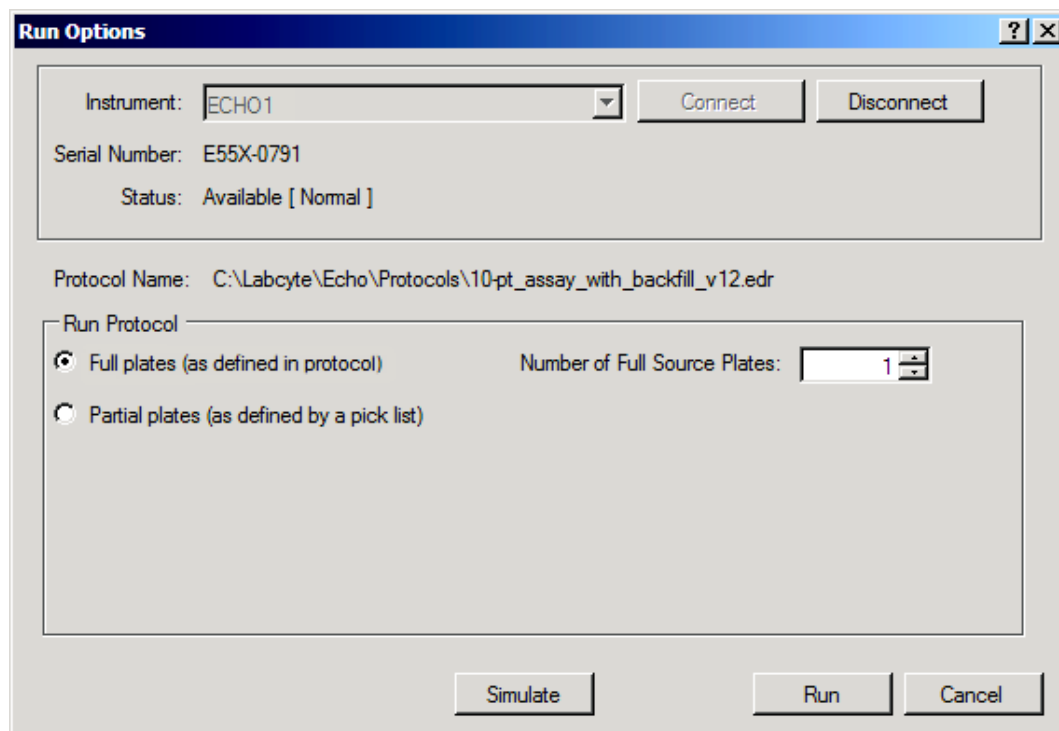 Run Options
Instrument: ECHO1 Connect Disconnect
Serial Number: E55X-0791
Status: Available [ Normal ]
Protocol Name: C:\Labcyte\Echo\Protocols\10-pt_assay_with_backfill_v12.edr
Run Protocol
Full plates (as defined in protocol) Number of Full Source Plates: 1
Partial plates (as defined by a pick list)
Simulate Run Cancel